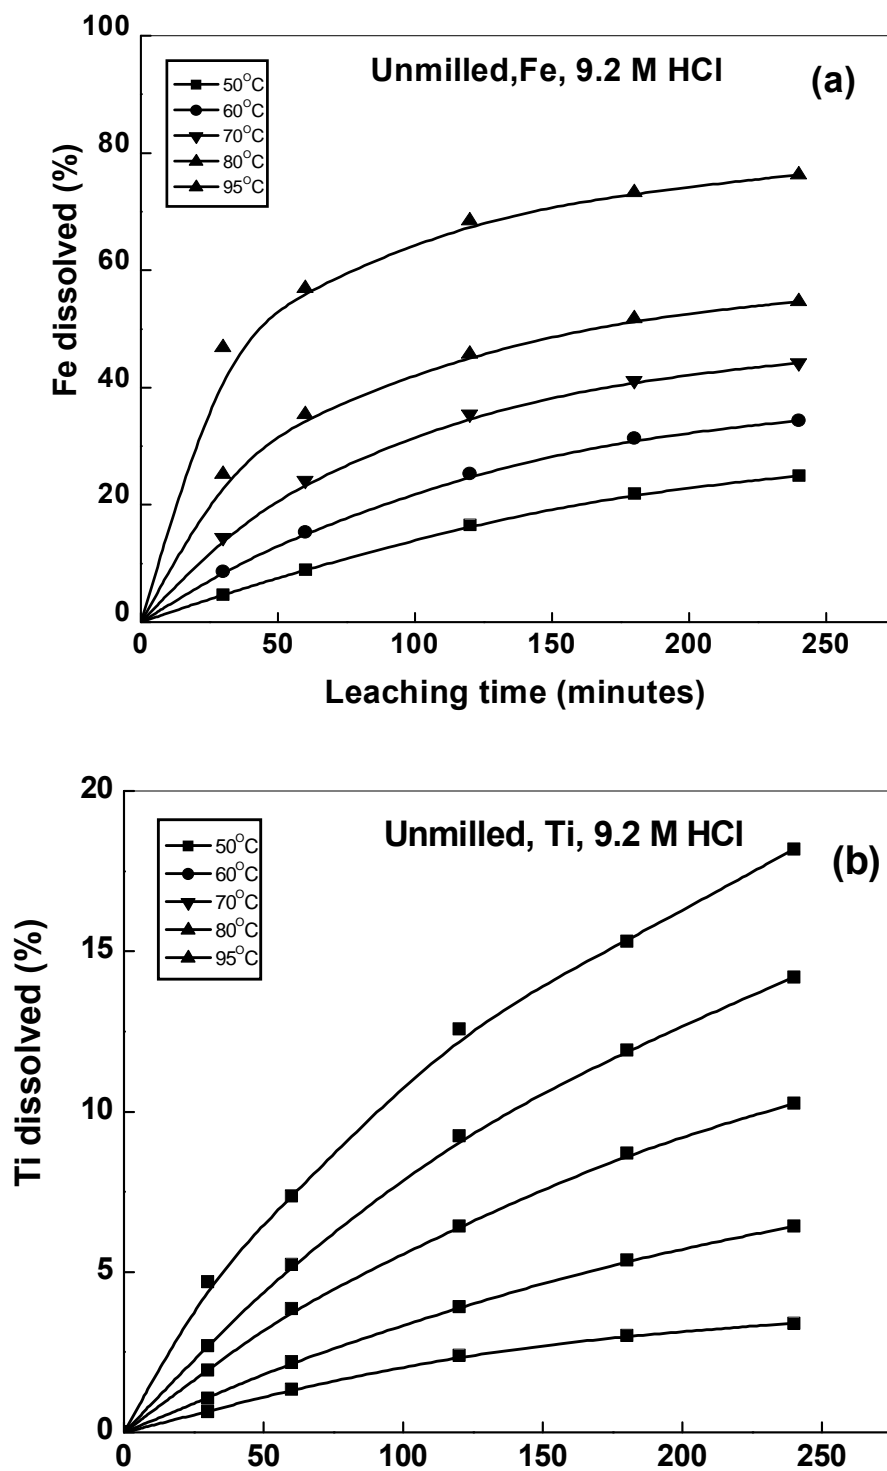 100
80
60
40
20
0
Fe dissolved (%)
Unmilled,Fe, 9.2 M HCl
(a)
50°C
60°C
70°C
80°C
95°C
0 50 100 150 200 250
Leaching time (minutes)
20
15
10
5
0
Ti dissolved (%)
Unmilled, Ti, 9.2 M HCl
(b)
50°C
60°C
70°C
80°C
95°C
0 50 100 150 200 250